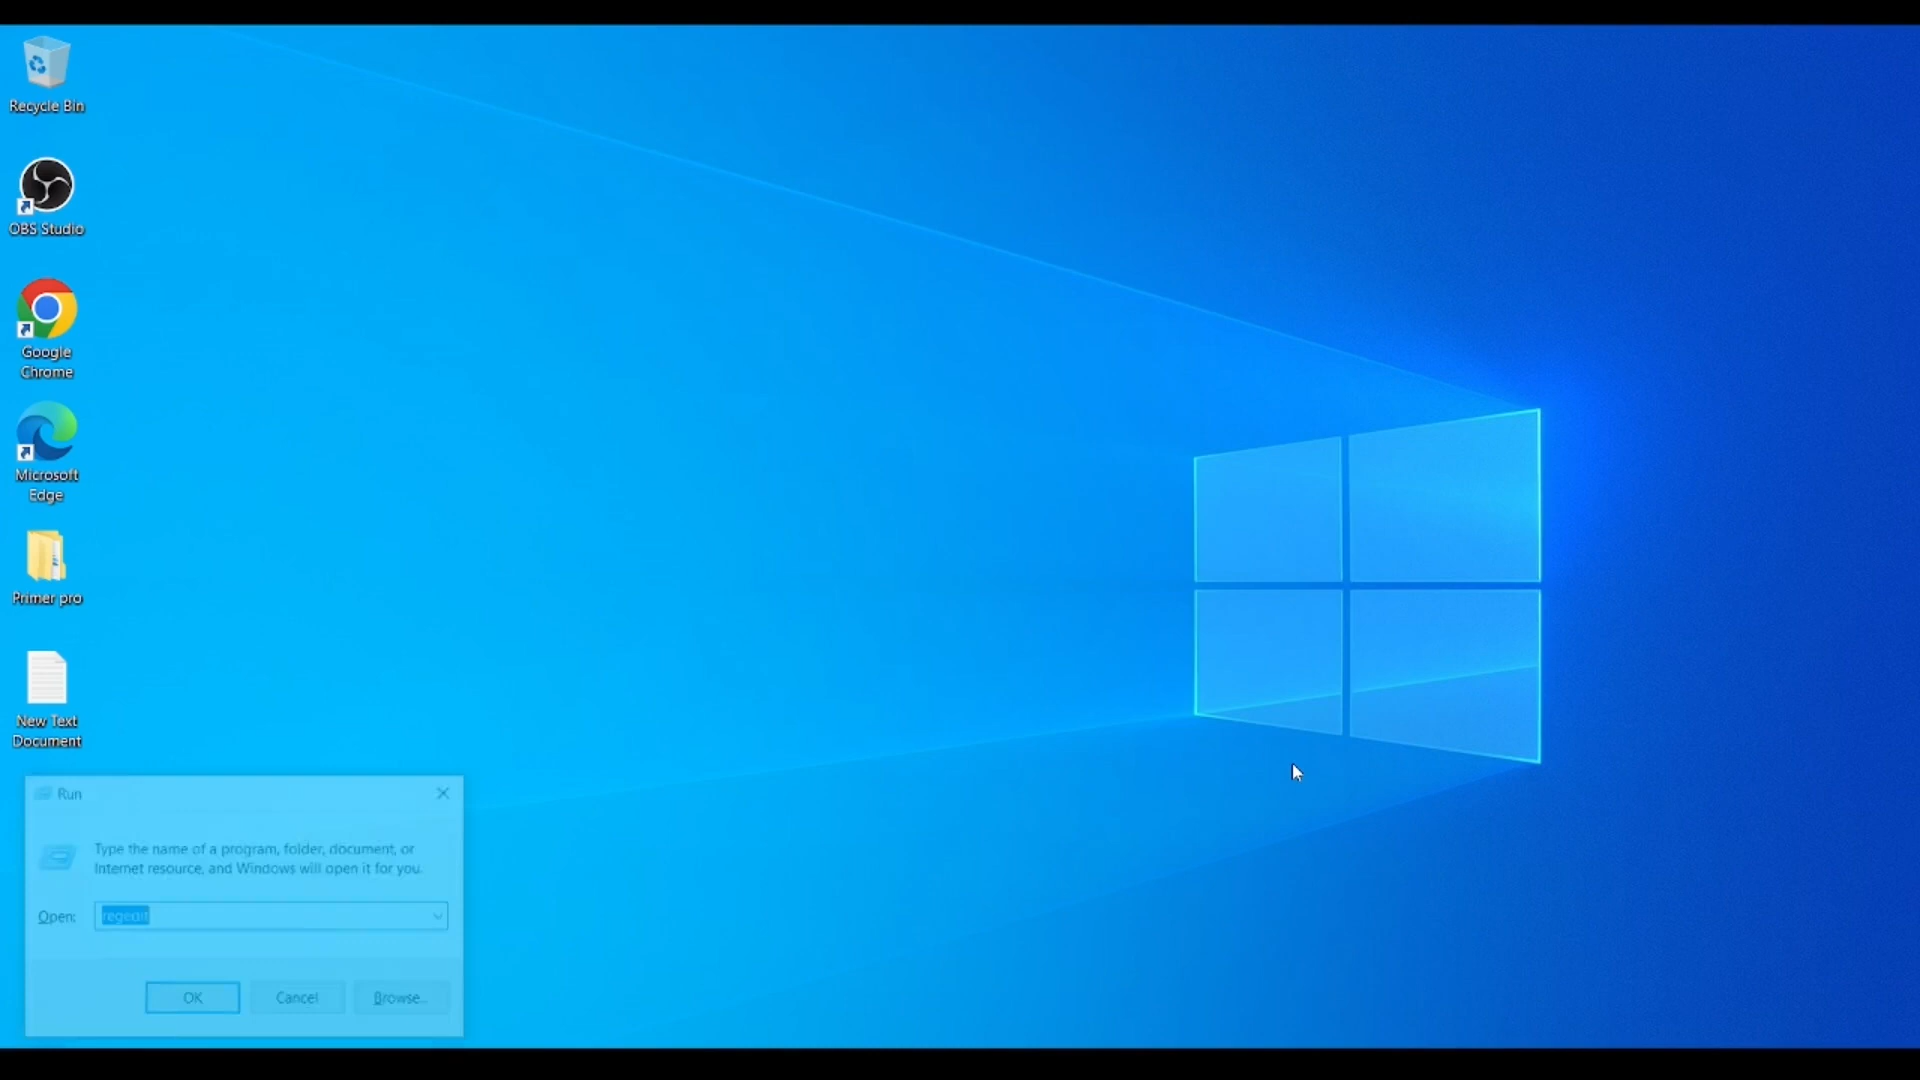 Recycle Bin
OBS Studio
Google
Chrome
Microsoft
Edge
Primer pro
New Text
Document
Run
Type the name of a program, folder, document, or
Internet resource, and Windows will open it for you.
Open:
regedit
OK
Cancel
Browse...